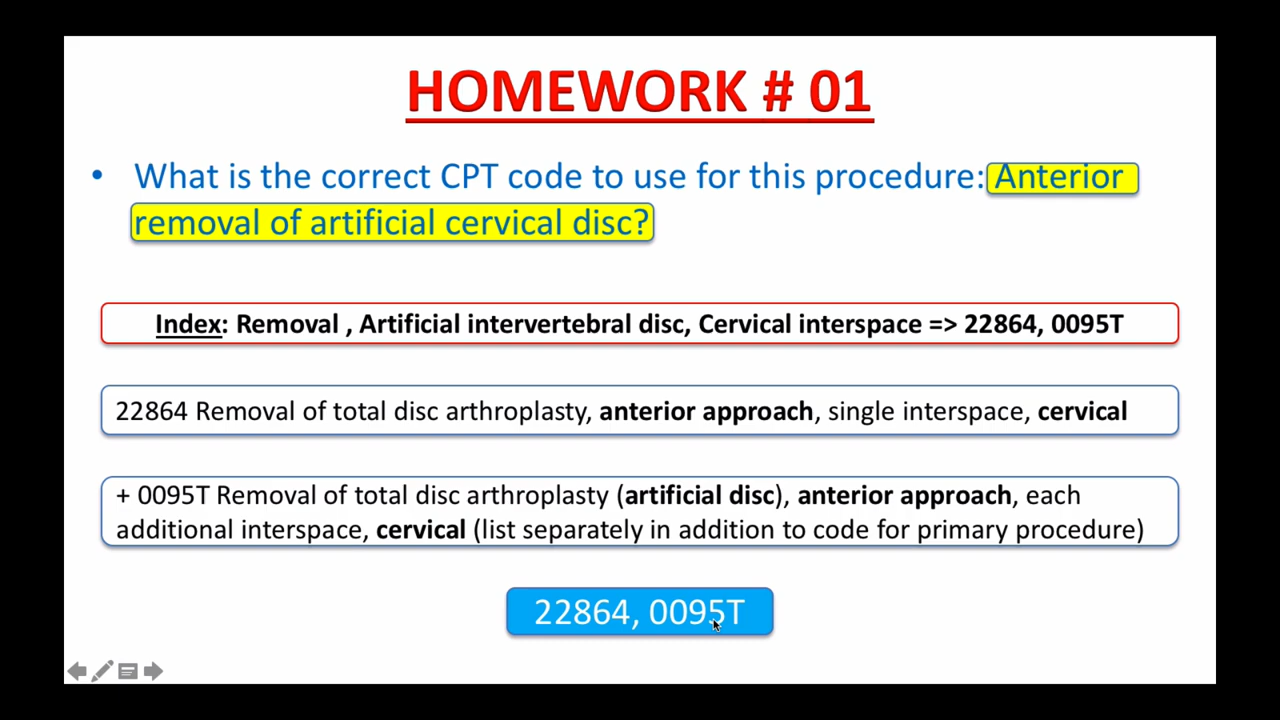 HOMEWORK # 01
• What is the correct CPT code to use for this procedure: Anterior
removal of artificial cervical disc?
Index: Removal , Artificial intervertebral disc, Cervical interspace => 22864, 0095T
22864 Removal of total disc arthroplasty, anterior approach, single interspace, cervical
+ 0095T Removal of total disc arthroplasty (artificial disc), anterior approach, each
additional interspace, cervical (list separately in addition to code for primary procedure)
22864, 0095T